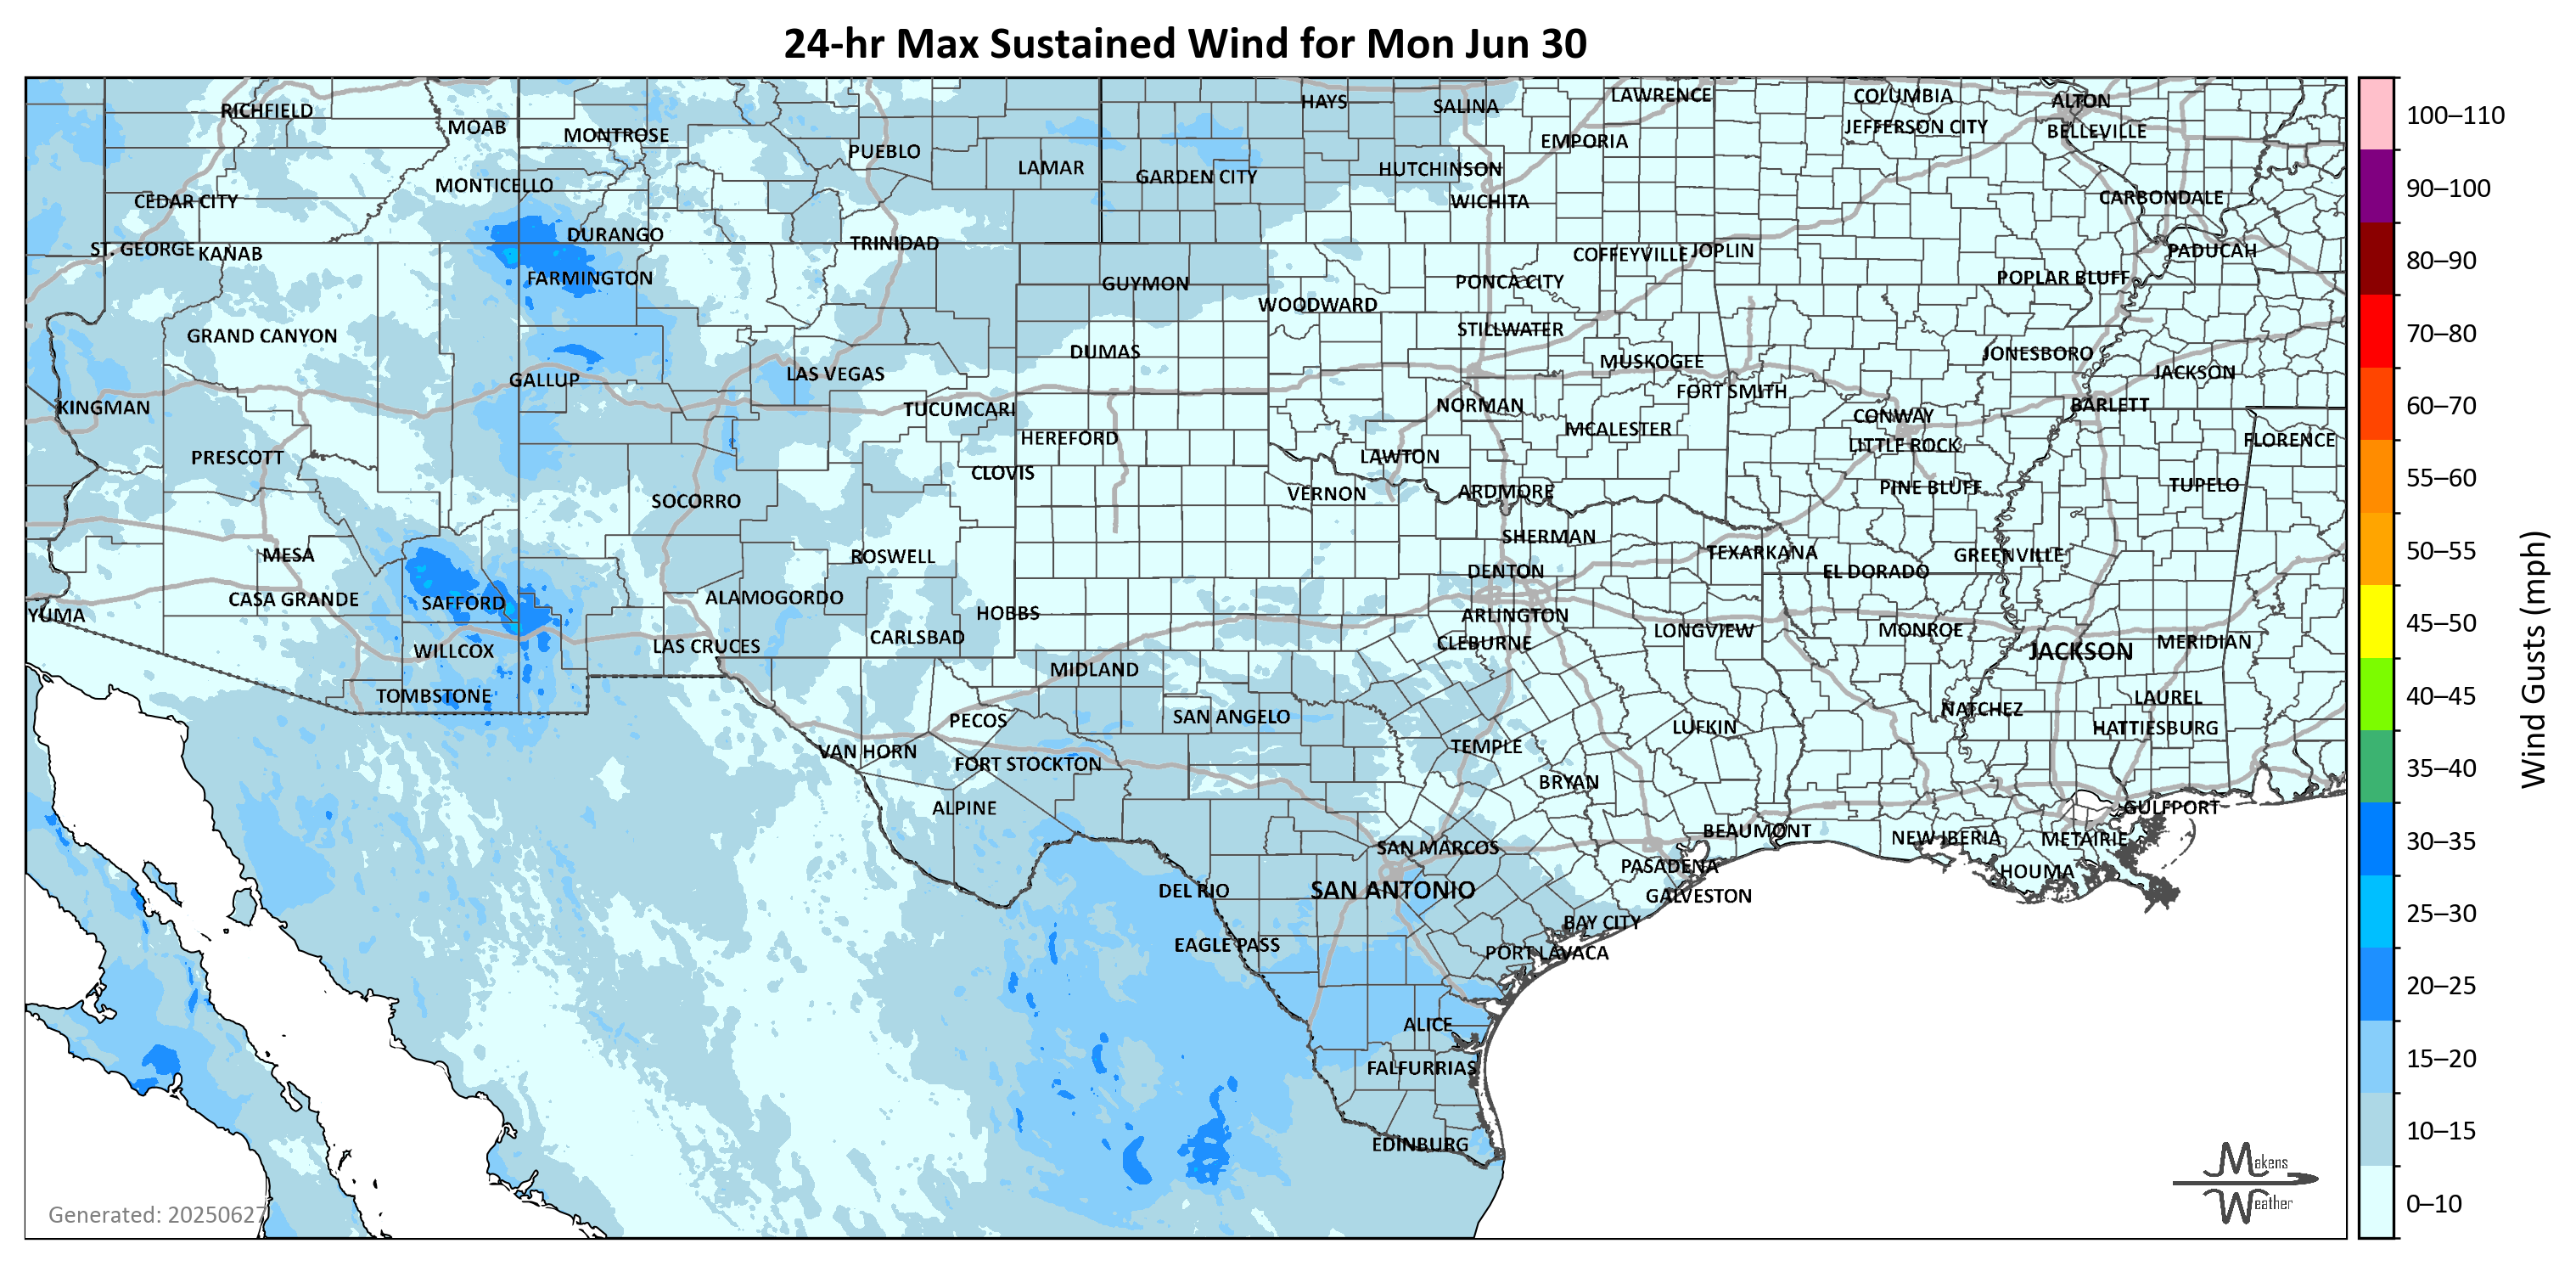 24-hr Max Sustained Wind for Mon Jun 30
RICHFIELD
MOAB
MONTROSE
PUEBLO
LAMAR
HAYS
SALINA
LAWRENCE
COLUMBIA
ALTON
EMPORIA
JEFFERSON CITY
BELLEVILLE
MONTICELLO
GARDEN CITY
HUTCHINSON
CEDAR CITY
WICHITA
CARBONDALE
ST. GEORGE
KANAB
DURANGO
TRINIDAD
COFFEYVILLE
JOPLIN
PADUCAH
FARMINGTON
GUYMON
PONCA CITY
POPLAR BLUFF
WOODWARD
GRAND CANYON
STILLWATER
DUMAS
MUSKOGEE
JONESBORO
GALLUP
LAS VEGAS
FORT SMITH
JACKSON
KINGMAN
TUCUMCARI
NORMAN
CONWAY
BARLETT
HEREFORD
MCALESTER
LITTLE ROCK
FLORENCE
PRESCOTT
CLOVIS
LAWTON
SOCORRO
VERNON
ARDMORE
PINE BLUFF
TUPELO
MESA
ROSWELL
SHERMAN
TEXARKANA
GREENVILLE
DENTON
EL DORADO
CASA GRANDE
SAFFORD
ALAMOGORDO
YUMA
HOBBS
ARLINGTON
WILLCOX
LAS CRUCES
CARLSBAD
CLEBURNE
LONGVIEW
MONROE
JACKSON
MERIDIAN
MIDLAND
TOMBSTONE
LAUREL
PECOS
SAN ANGELO
NATCHEZ
LUFKIN
HATTIESBURG
VAN HORN
FORT STOCKTON
TEMPLE
BRYAN
ALPINE
GULFPORT
BEAUMONT
NEW IBERIA
METAIRIE
SAN MARCOS
PASADENA
HOUMA
DEL RIO
SAN ANTONIO
GALVESTON
BAY CITY
EAGLE PASS
PORT LAVACA
ALICE
FALFURRIAS
EDINBURG
Generated: 20250627
Makens
Weather
100–110
90–100
80–90
70–80
60–70
55–60
50–55
45–50
40–45
35–40
30–35
25–30
20–25
15–20
10–15
0–10
Wind Gusts (mph)